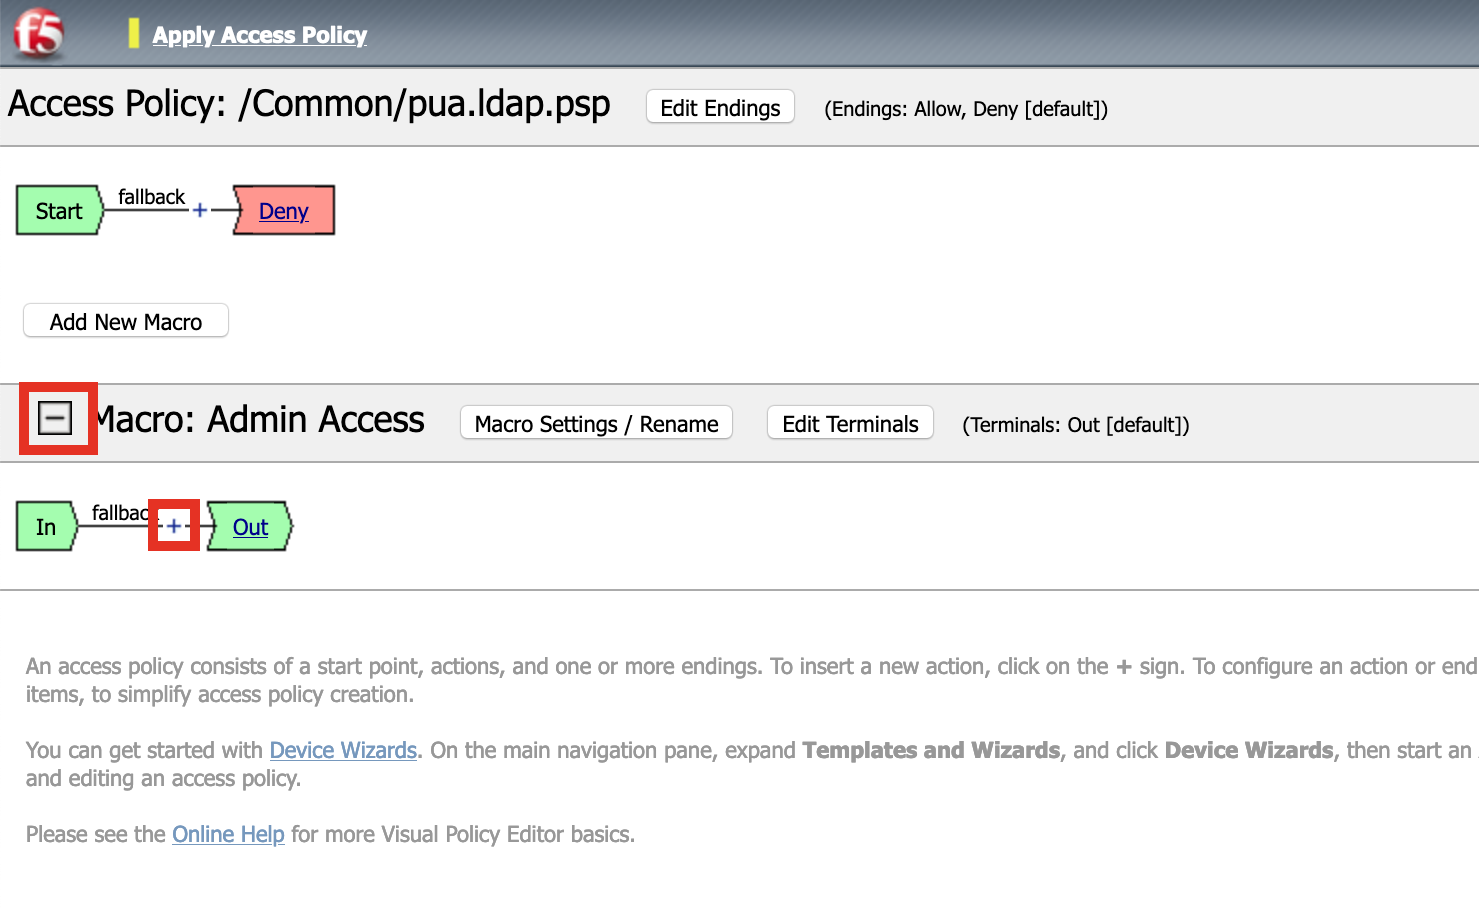 f5
Apply Access Policy
Access Policy: /Common/pua.ldap.psp Edit Endings (Endings: Allow, Deny [default])
Start fallback + Deny
Add New Macro
Macro: Admin Access Macro Settings / Rename Edit Terminals (Terminals: Out [default])
In fallback + Out
An access policy consists of a start point, actions, and one or more endings. To insert a new action, click on the + sign. To configure an action or end
items, to simplify access policy creation.
You can get started with Device Wizards. On the main navigation pane, expand Templates and Wizards, and click Device Wizards, then start an
and editing an access policy.
Please see the Online Help for more Visual Policy Editor basics.